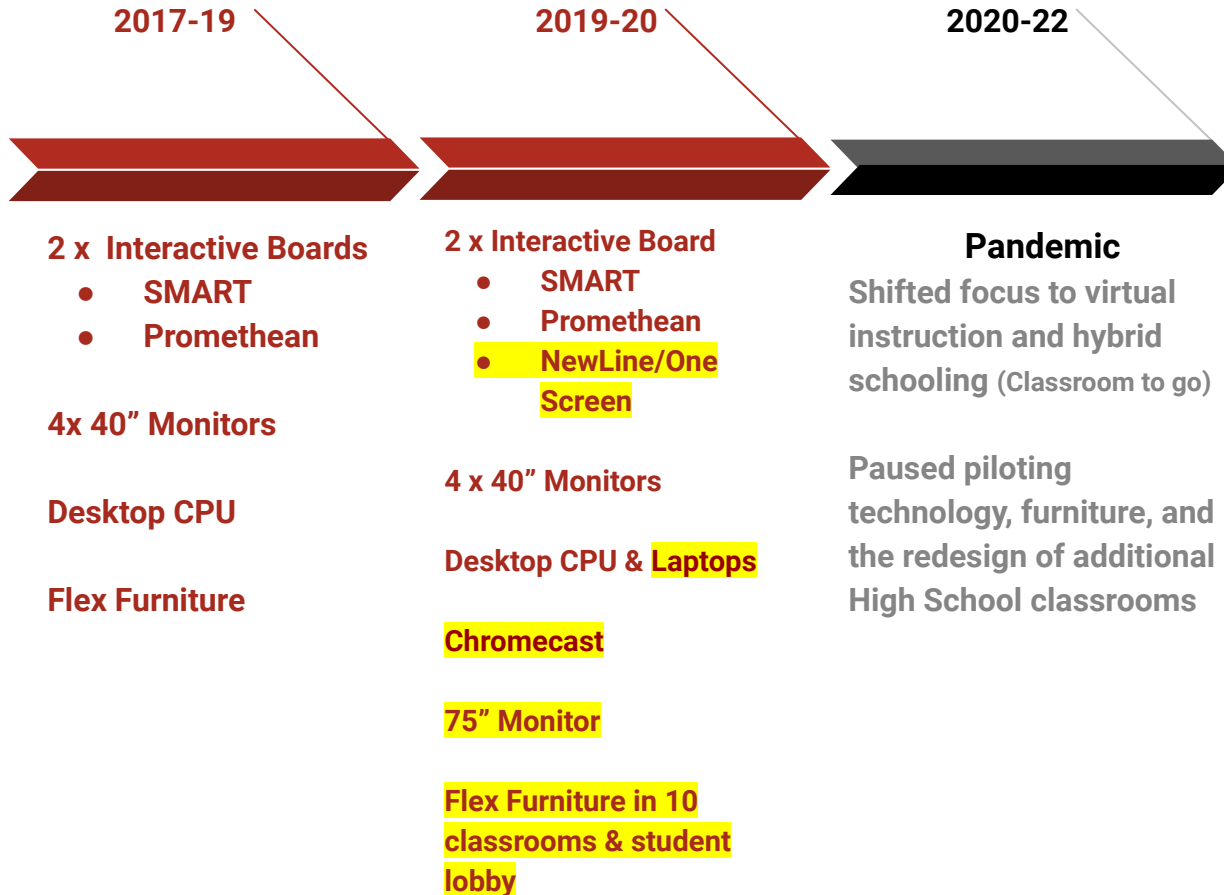 2017-19
2019-20
2020-22
2 x Interactive Boards
● SMART
● Promethean
4x 40” Monitors
Desktop CPU
Flex Furniture
2 x Interactive Board
● SMART
● Promethean
● NewLine/One
Screen
4 x 40” Monitors
Desktop CPU & Laptops
Chromecast
75” Monitor
Flex Furniture in 10
classrooms & student
lobby
Pandemic
Shifted focus to virtual
instruction and hybrid
schooling (Classroom to go)
Paused piloting
technology, furniture, and
the redesign of additional
High School classrooms